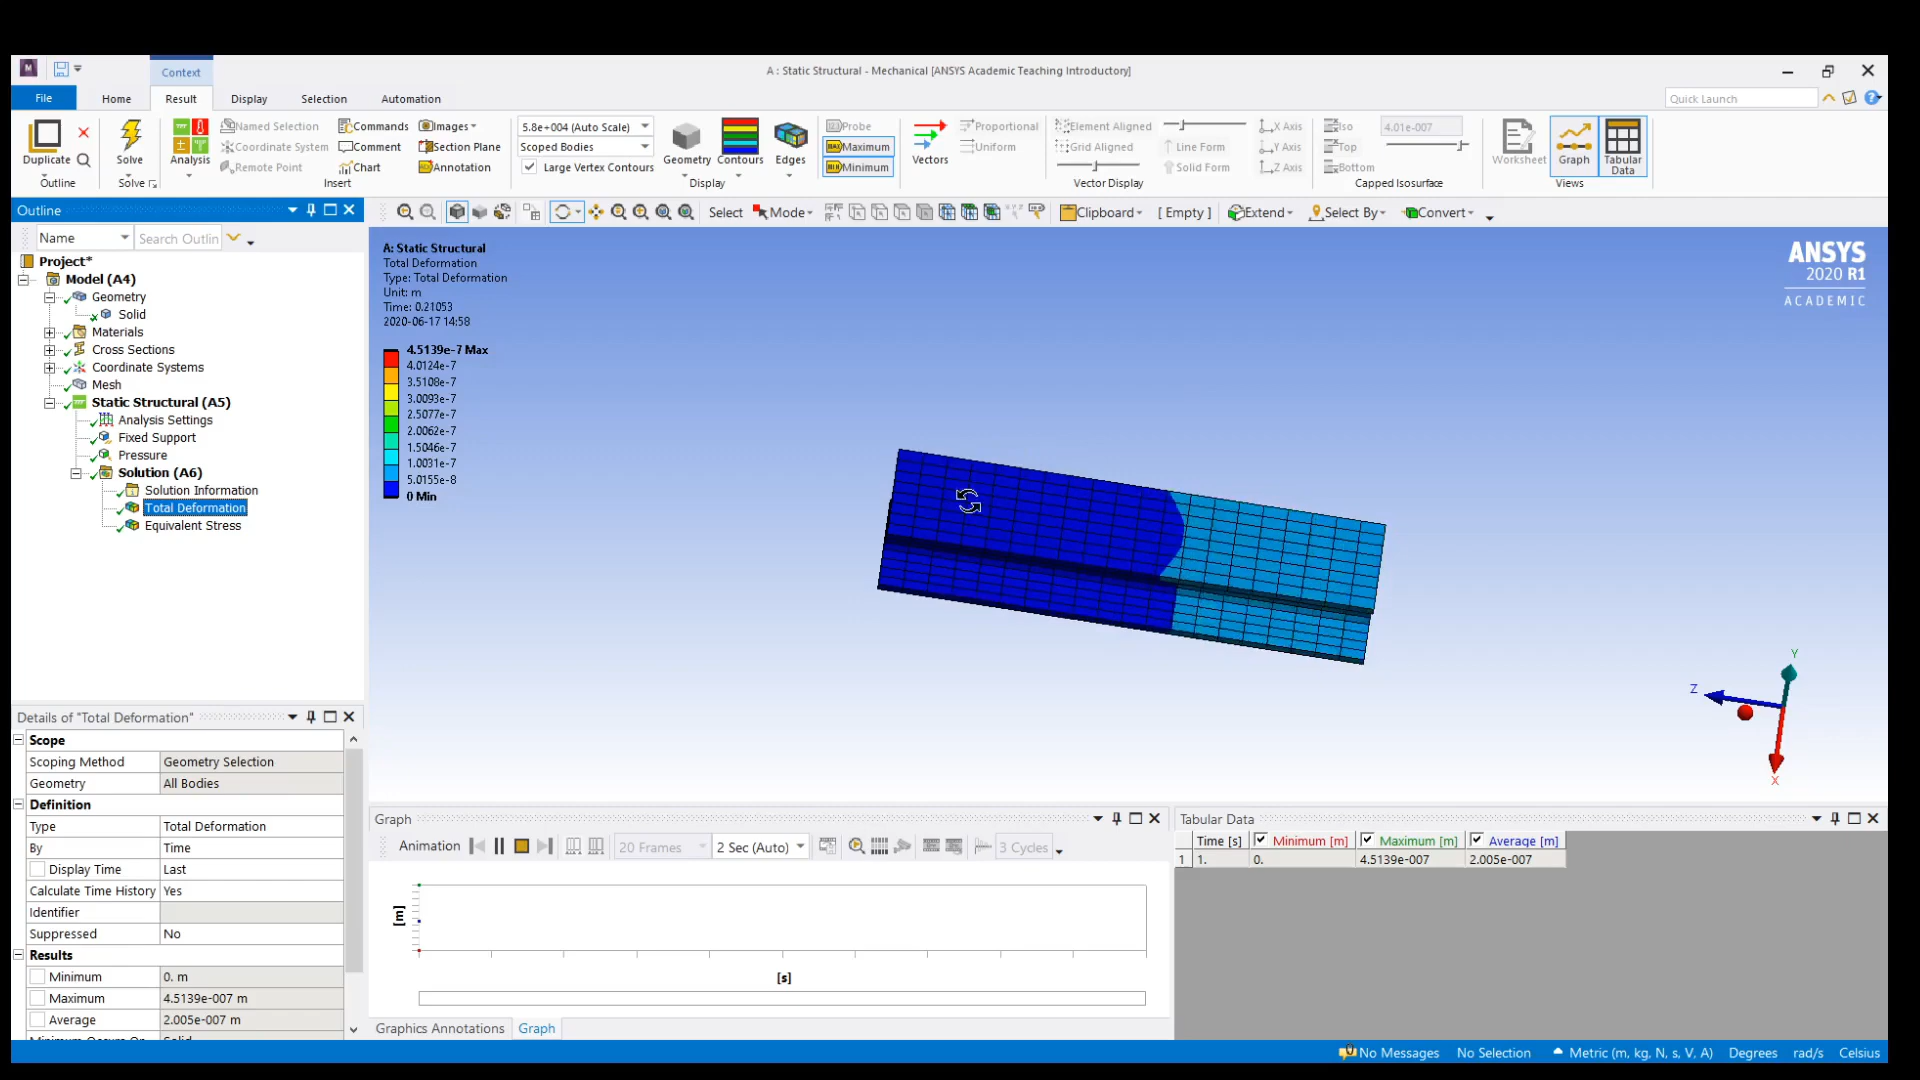 M
Context
A : Static Structural - Mechanical [ANSYS Academic Teaching Introductory]
File
Home
Result
Display
Selection
Automation
Quick Launch
Duplicate
Outline
Solve
Solve
Analysis
Named Selection
Coordinate System
Remote Point
Commands
Comment
Chart
Images
Section Plane
Annotation
Insert
5.8e+004 (Auto Scale)
Scoped Bodies
Large Vertex Contours
Geometry
Contours
Edges
Display
Probe
Maximum
Minimum
Vectors
Proportional
Uniform
Element Aligned
Grid Aligned
Line Form
Solid Form
X Axis
Y Axis
Z Axis
Vector Display
Iso
Top
Bottom
4.01e-007
Capped Isosurface
Worksheet
Graph
Tabular Data
Views
Outline
Name
Search Outlin
Select
Mode
Clipboard
[ Empty ]
Extend
Select By
Convert
Project*
Model (A4)
Geometry
Solid
Materials
Cross Sections
Coordinate Systems
Mesh
Static Structural (A5)
Analysis Settings
Fixed Support
Pressure
Solution (A6)
Solution Information
Total Deformation
Equivalent Stress
A: Static Structural
Total Deformation
Type: Total Deformation
Unit: m
Time: 0.21053
2020-06-17 14:58
4.5139e-7 Max
4.0124e-7
3.5108e-7
3.0093e-7
2.5077e-7
2.0062e-7
1.5046e-7
1.0031e-7
5.0155e-8
0 Min
ANSYS
2020 R1
ACADEMIC
Y
Z
X
Details of "Total Deformation"
Scope
Scoping Method Geometry Selection
Geometry All Bodies
Definition
Type Total Deformation
By Time
Display Time Last
Calculate Time History Yes
Identifier
Suppressed No
Results
Minimum 0. m
Maximum 4.5139e-007 m
Average 2.005e-007 m
Graph
Animation
20 Frames
2 Sec (Auto)
3 Cycles
[m]
[s]
Graphics Annotations
Graph
Tabular Data
Time [s] Minimum [m] Maximum [m] Average [m]
1 1. 0. 4.5139e-007 2.005e-007
No Messages
No Selection
Metric (m, kg, N, s, V, A)
Degrees
rad/s
Celsius